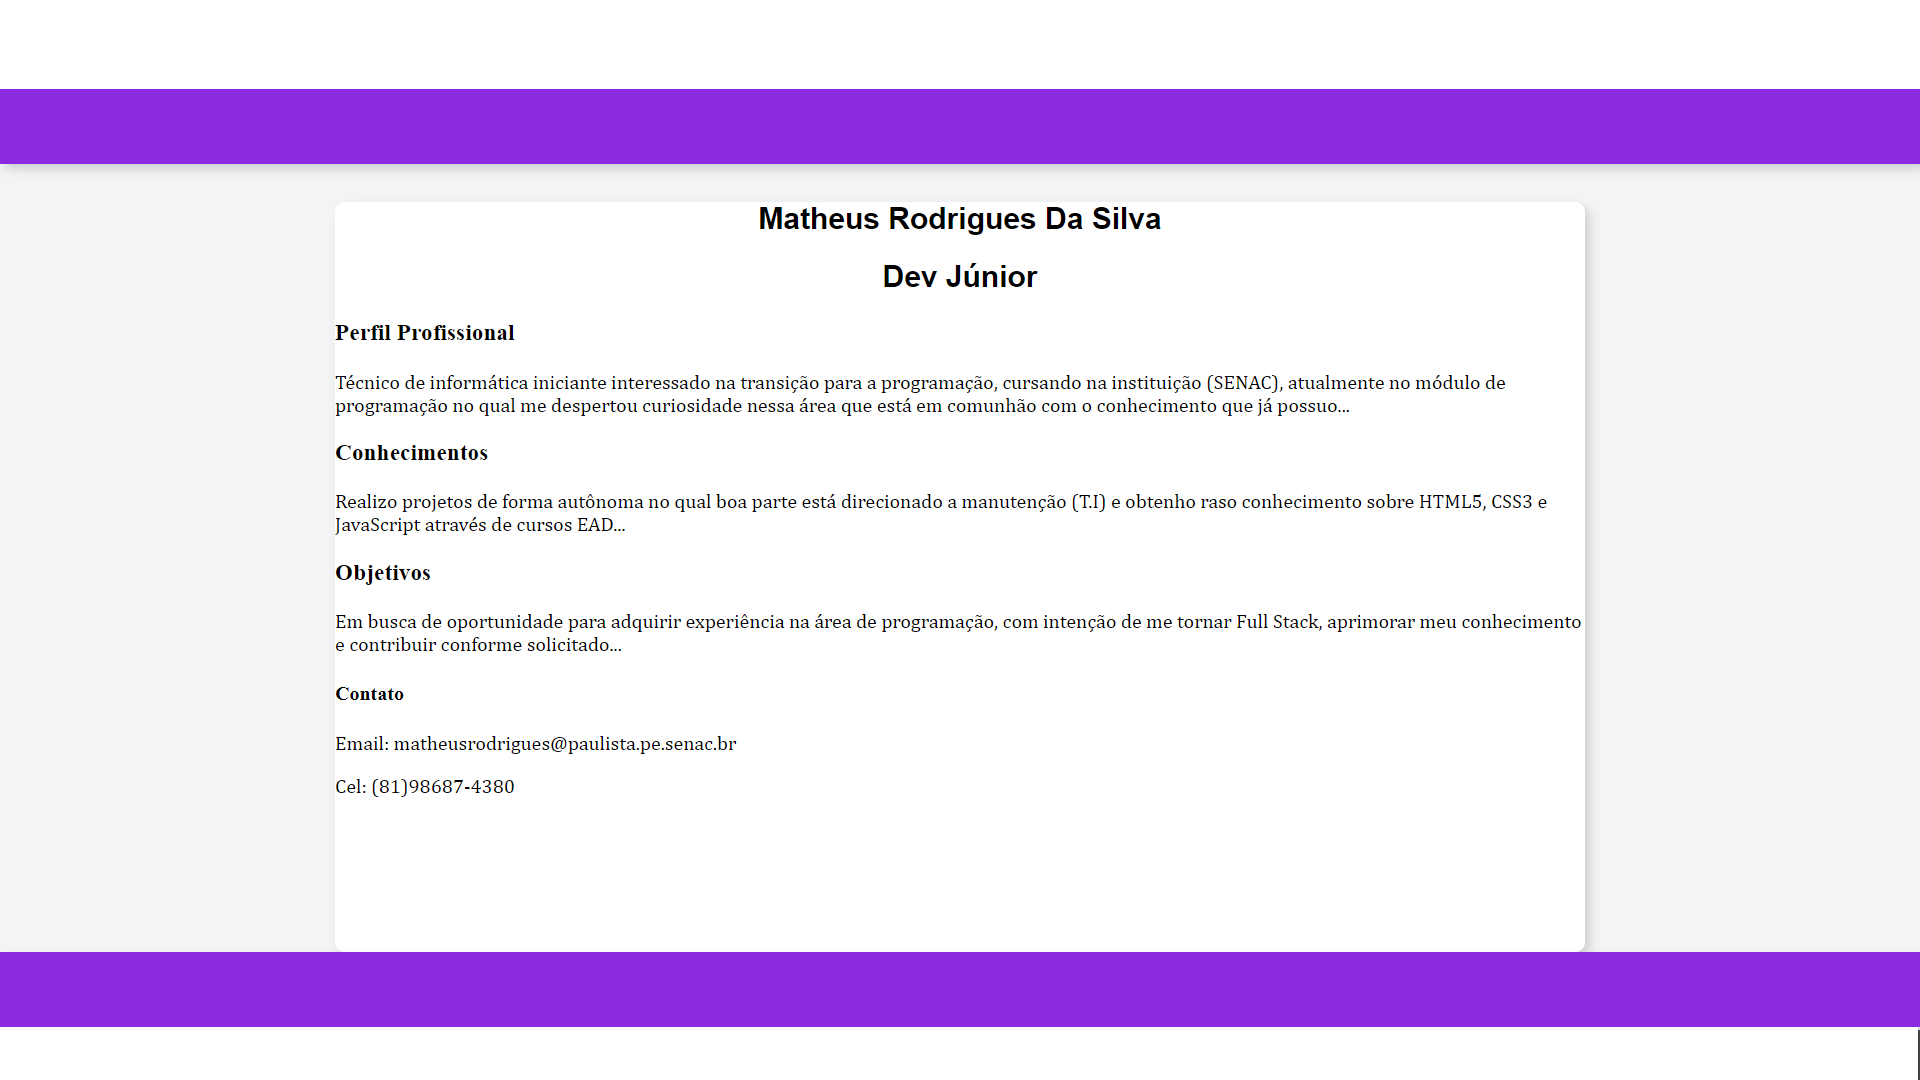 Matheus Rodrigues Da Silva
Dev Júnior
Perfil Profissional
Técnico de informática iniciante interessado na transição para a programação, cursando na instituição (SENAC), atualmente no módulo de
programação no qual me despertou curiosidade nessa área que está em comunhão com o conhecimento que já possuo...
Conhecimentos
Realizo projetos de forma autônoma no qual boa parte está direcionado a manutenção (T.I) e obtenho raso conhecimento sobre HTML5, CSS3 e
JavaScript através de cursos EAD...
Objetivos
Em busca de oportunidade para adquirir experiência na área de programação, com intenção de me tornar Full Stack, aprimorar meu conhecimento
e contribuir conforme solicitado...
Contato
Email: matheusrodrigues@paulista.pe.senac.br
Cel: (81)98687-4380